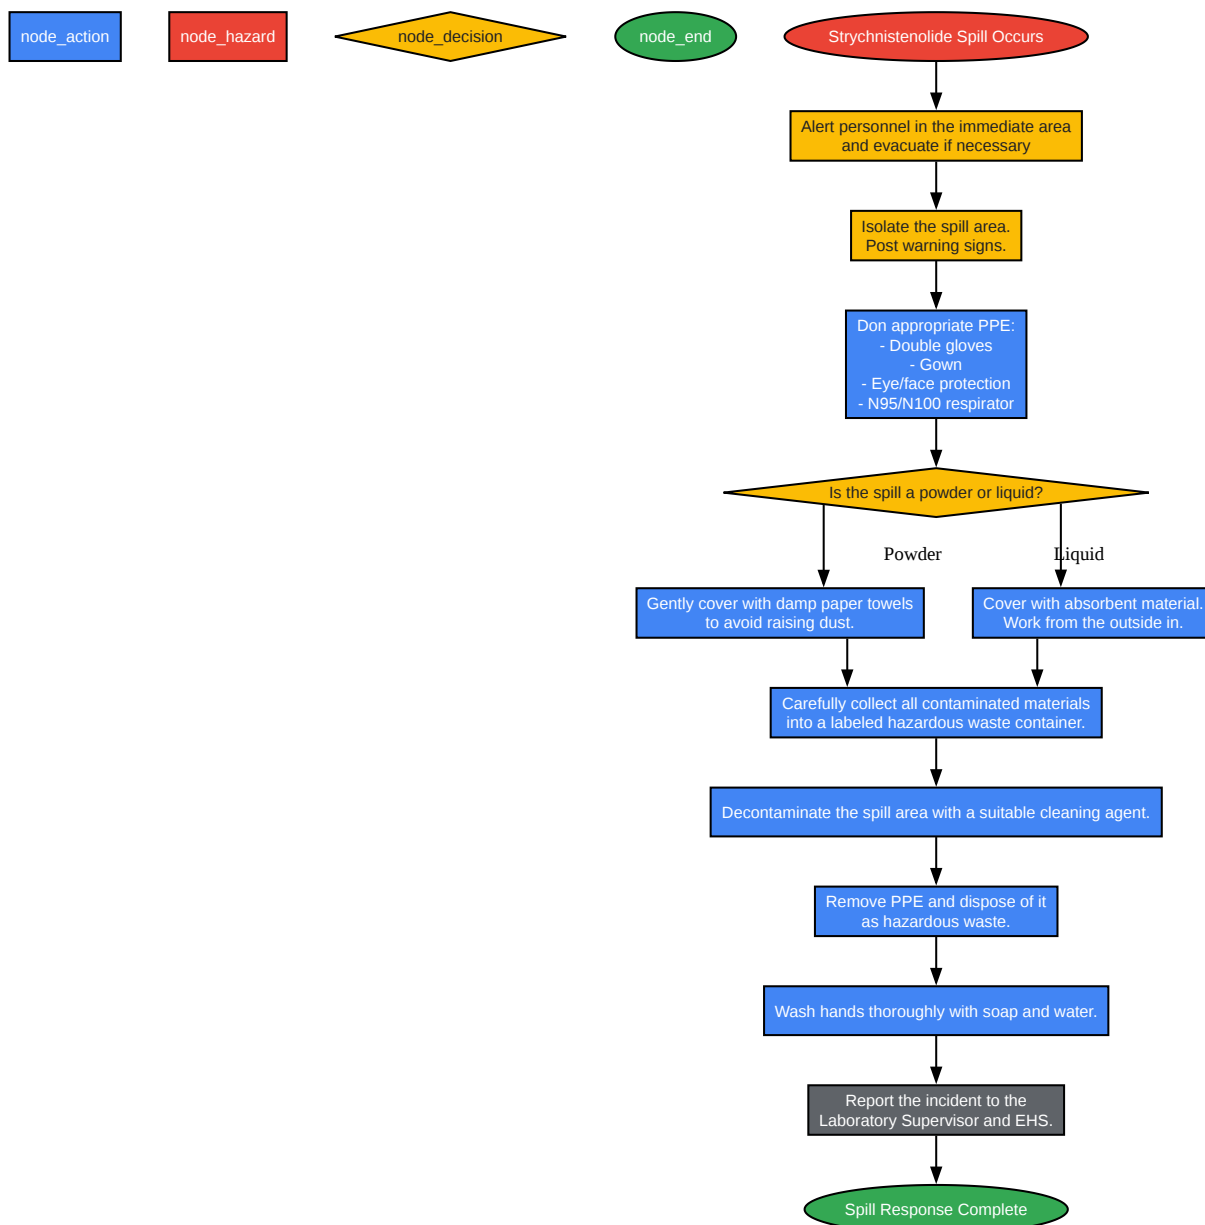 node_action
node_hazard
node_decision
node_end
Strychnistenolide Spill Occurs
Alert personnel in the immediate area
and evacuate if necessary
Isolate the spill area.
Post warning signs.
Don appropriate PPE:
- Double gloves
- Gown
- Eye/face protection
- N95/N100 respirator
Is the spill a powder or liquid?
Powder
Liquid
Gently cover with damp paper towels
to avoid raising dust.
Cover with absorbent material.
Work from the outside in.
Carefully collect all contaminated materials
into a labeled hazardous waste container.
Decontaminate the spill area with a suitable cleaning agent.
Remove PPE and dispose of it
as hazardous waste.
Wash hands thoroughly with soap and water.
Report the incident to the
Laboratory Supervisor and EHS.
Spill Response Complete